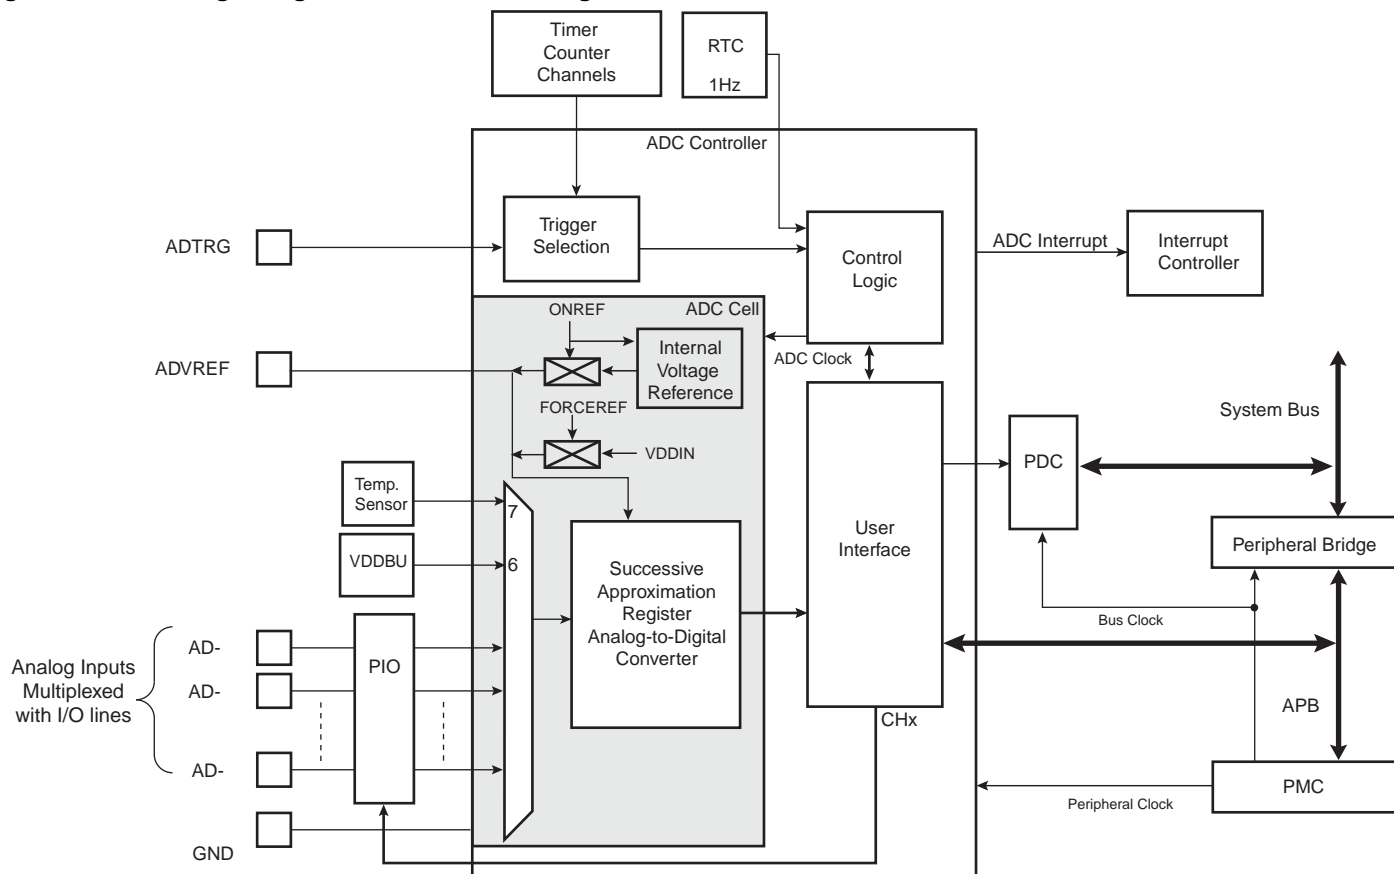 Timer
Counter
Channels
RTC
1Hz
ADC Controller
ADTRG
Trigger
Selection
Control
Logic
ADC Interrupt
Interrupt
Controller
ONREF
ADC Cell
ADVREF
Internal
Voltage
Reference
ADC Clock
FORCEREF
VDDIN
System Bus
PDC
Temp.
Sensor
7
VDDBU
6
User
Interface
Peripheral Bridge
Successive
Approximation
Register
Analog-to-Digital
Converter
Bus Clock
Analog Inputs
Multiplexed
with I/O lines
AD-
AD-
AD-
PIO
CHx
APB
PMC
Peripheral Clock
GND